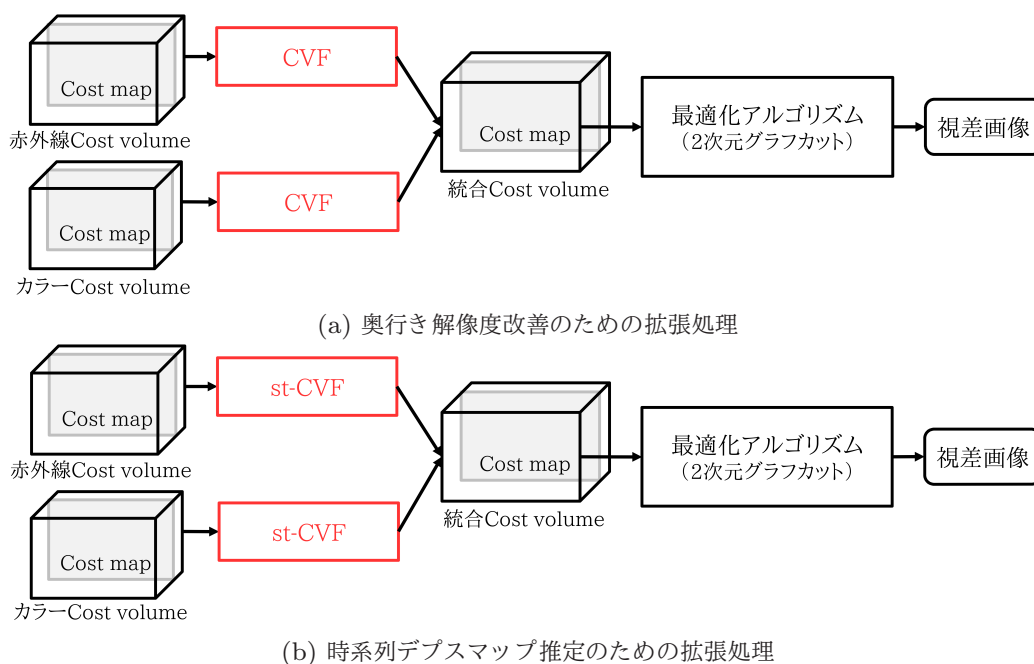 Cost map
赤外線Cost volume
CVF
Cost map
カラーCost volume
CVF
Cost map
統合Cost volume
最適化アルゴリズム
（2次元グラフカット）
視差画像
(a) 奥行き解像度改善のための拡張処理
Cost map
赤外線Cost volume
st-CVF
Cost map
カラーCost volume
st-CVF
Cost map
統合Cost volume
最適化アルゴリズム
（2次元グラフカット）
視差画像
(b) 時系列デプスマップ推定のための拡張処理